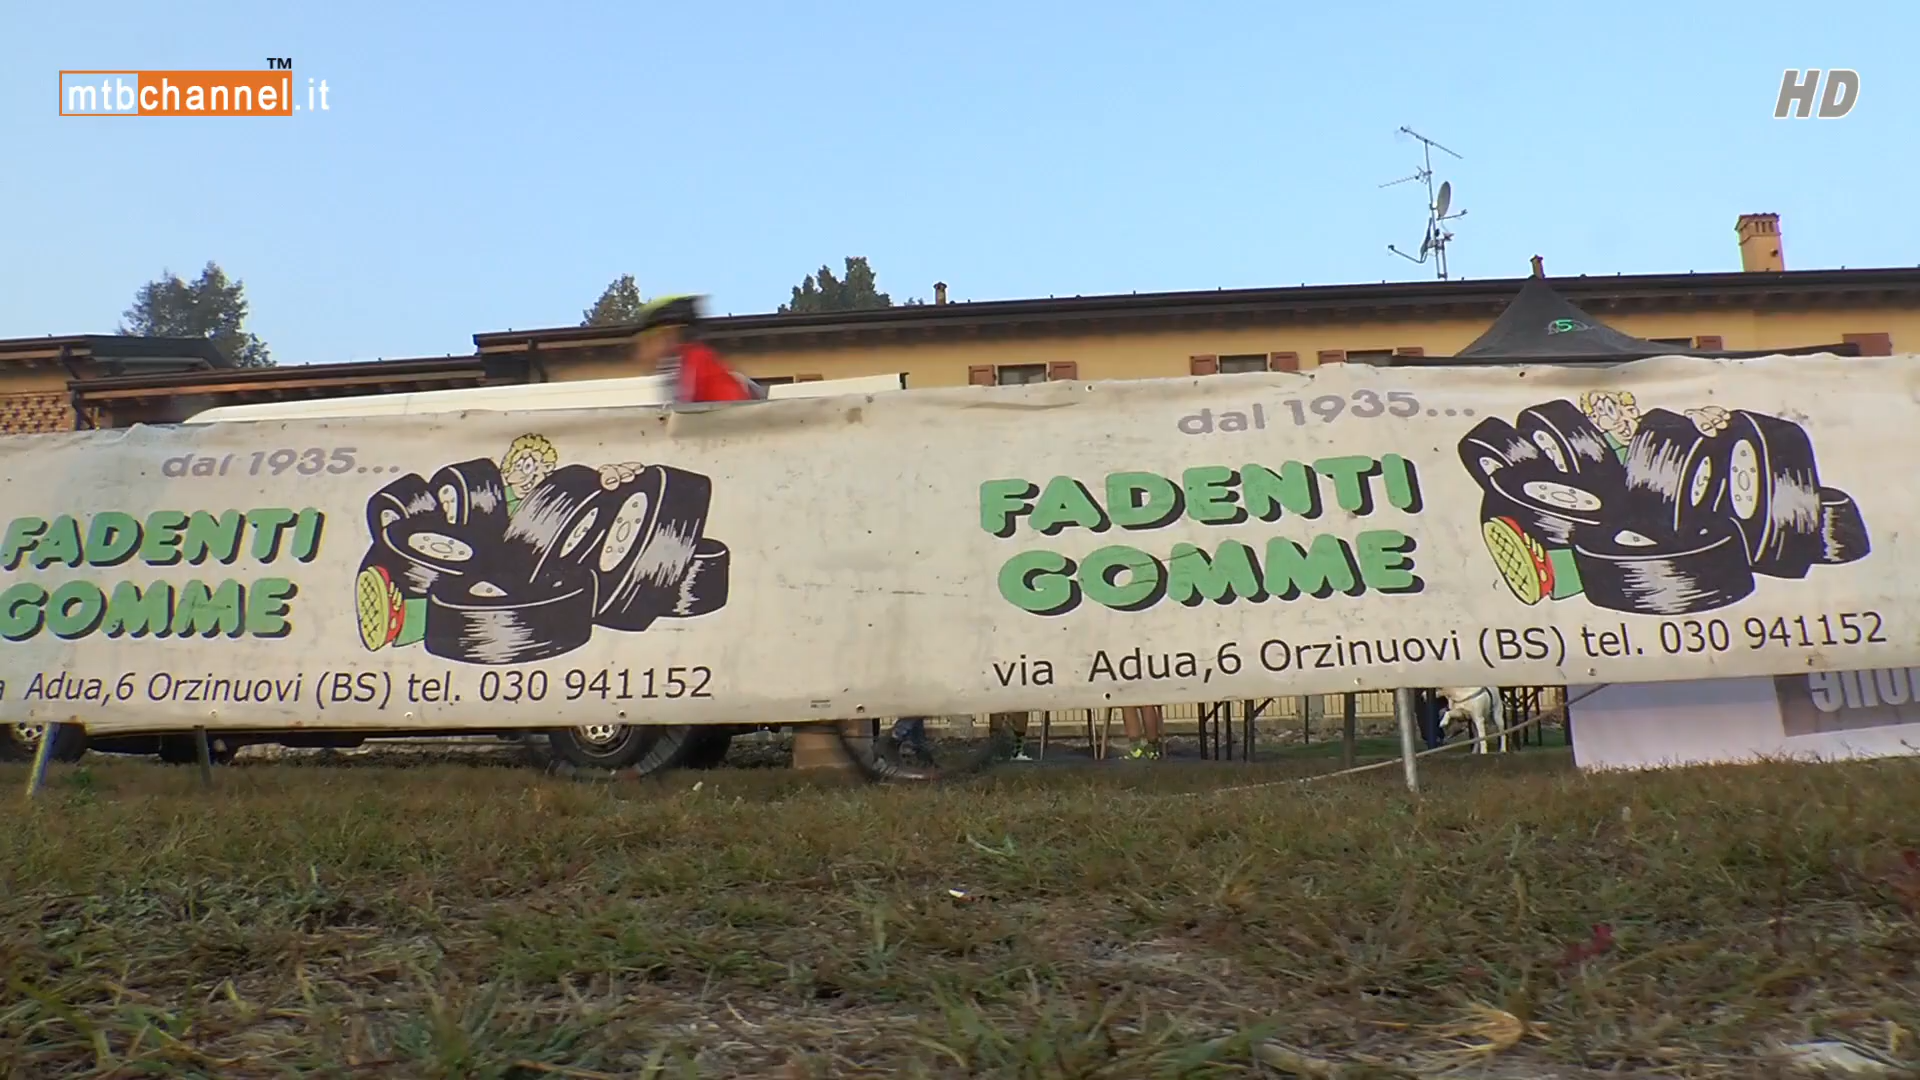 TM
mtbchannel.it
HD
dal 1935...
FADENTI
GOMME
Adua,6 Orzinuovi (BS) tel. 030 941152
dal 1935...
FADENTI
GOMME
via Adua,6 Orzinuovi (BS) tel. 030 941152